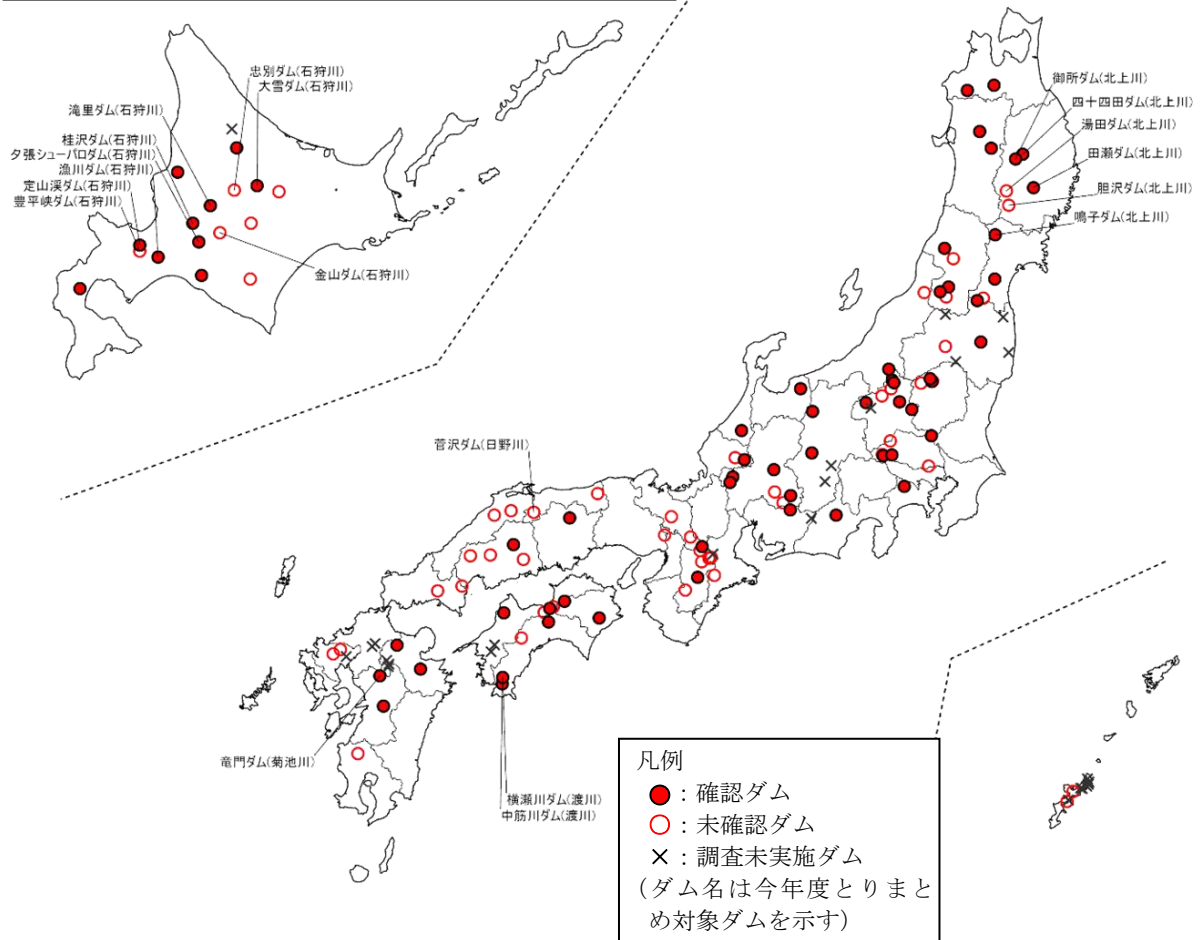 忠別ダム(石狩川)
大雪ダム(石狩川)
滝里ダム(石狩川)
桂沢ダム(石狩川)
夕張シューパロダム(石狩川)
漁川ダム(石狩川)
定山渓ダム(石狩川)
豊平峡ダム(石狩川)
金山ダム(石狩川)
御所ダム(北上川)
四十四田ダム(北上川)
湯田ダム(北上川)
田瀬ダム(北上川)
胆沢ダム(北上川)
鳴子ダム(北上川)
菅沢ダム(日野川)
竜門ダム(菊池川)
横瀬川ダム(渡川)
中筋川ダム(渡川)
凡例
：確認ダム
：未確認ダム
×：調査未実施ダム
(ダム名は今年度とりまと
め対象ダムを示す)